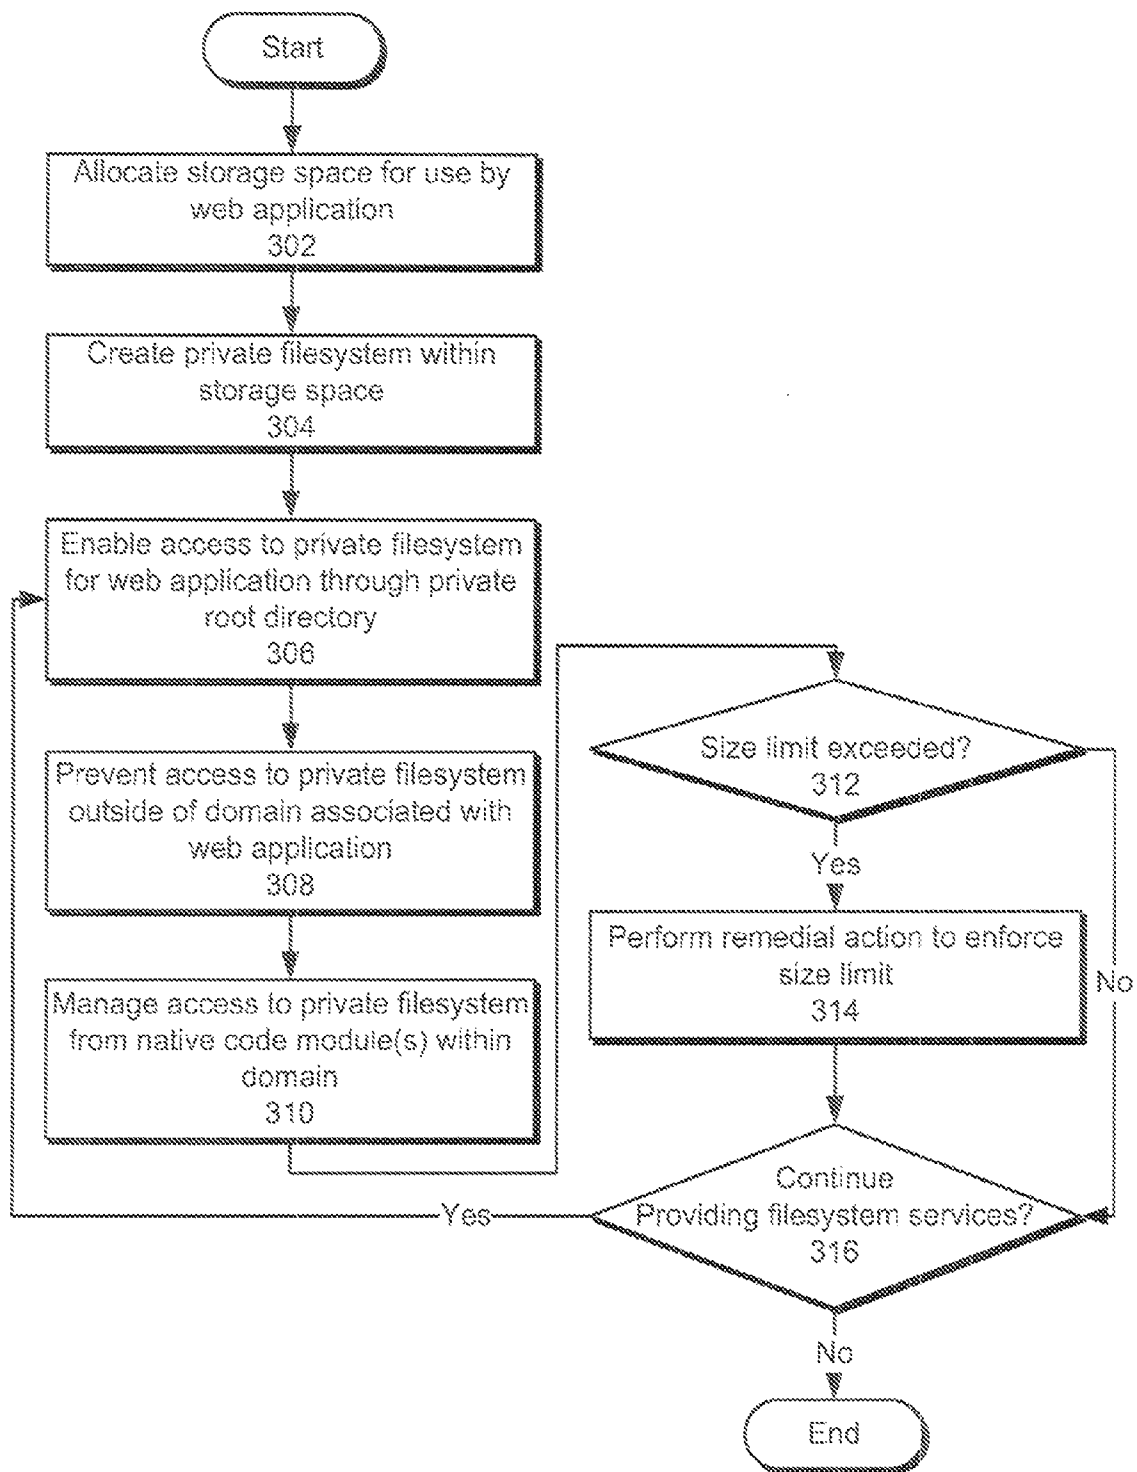 Start
Allocate storage space for use by
web application
302
Create private filesystem within
storage space
304
Enable access to private filesystem
for web application through private
root directory
306
Prevent access to private filesystem
outside of domain associated with
web application
308
Manage access to private filesystem
from native code module(s) within
domain
310
Size limit exceeded?
312
Yes
No
Perform remedial action to enforce
size limit
314
Continue
Providing filesystem services?
316
Yes
No
End